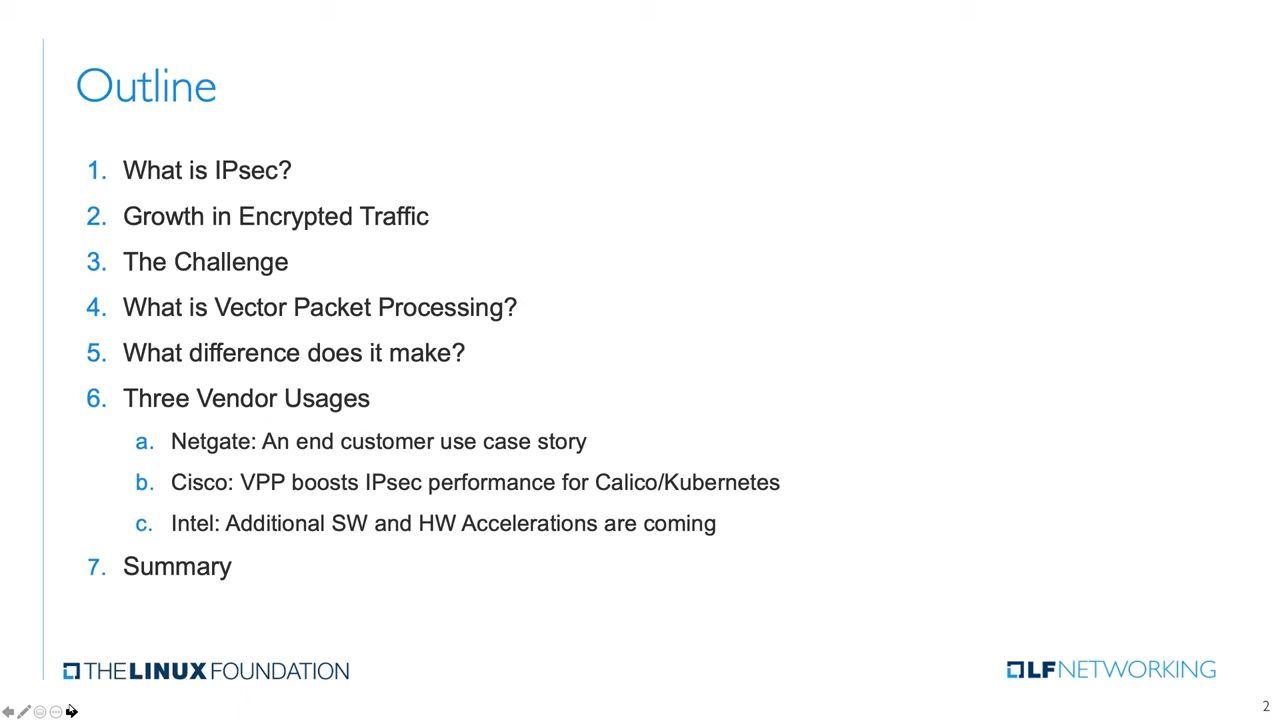 Outline
1. What is IPsec?
2. Growth in Encrypted Traffic
3. The Challenge
4. What is Vector Packet Processing?
5. What difference does it make?
6. Three Vendor Usages
a. Netgate: An end customer use case story
b. Cisco: VPP boosts IPsec performance for Calico/Kubernetes
c. Intel: Additional SW and HW Accelerations are coming
7. Summary
THE LINUX FOUNDATION
LF NETWORKING
2